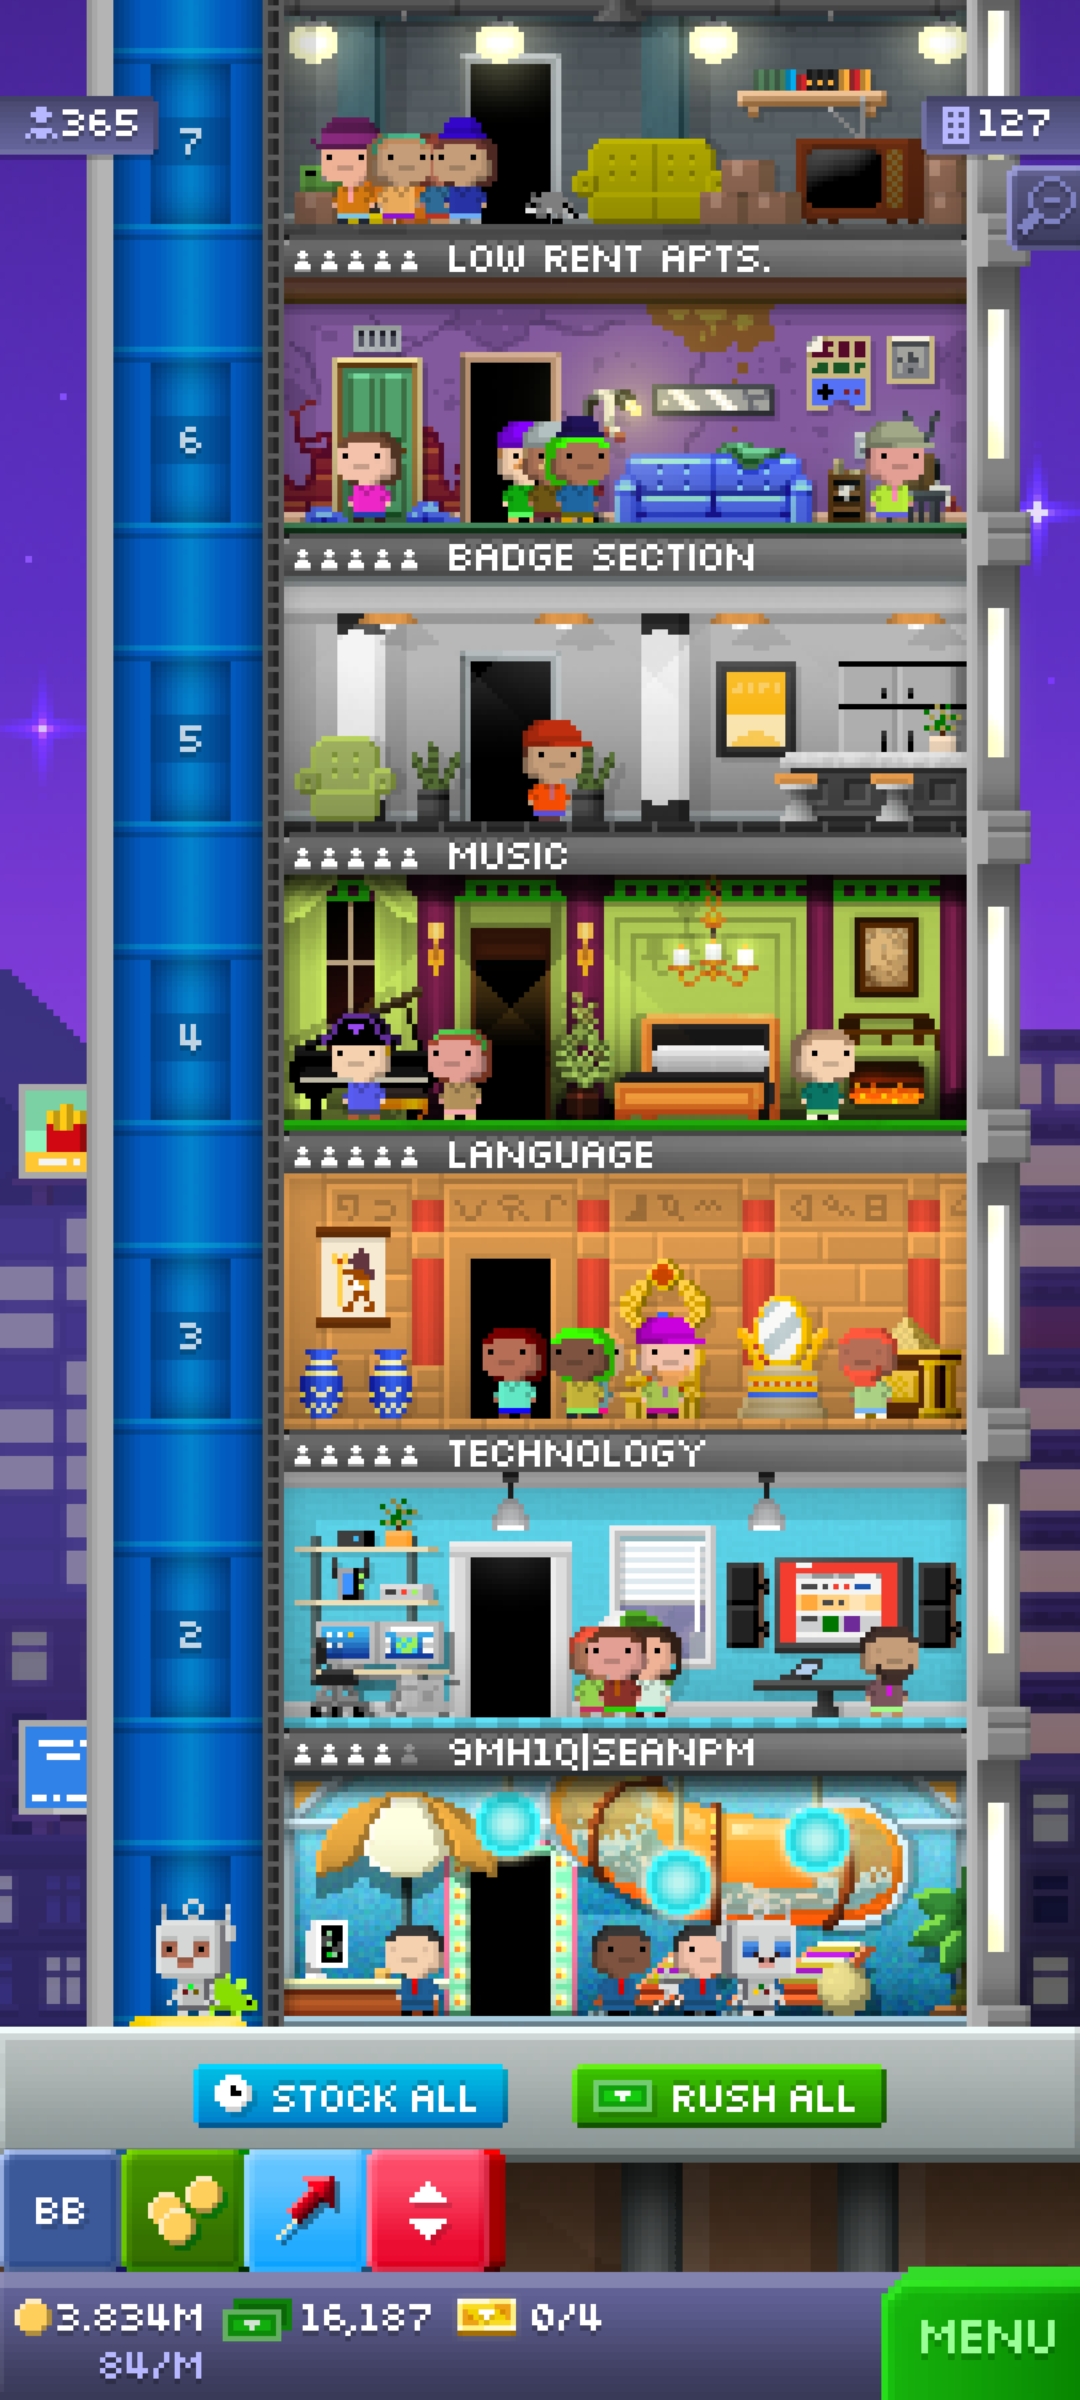 365
7
127
LOW RENT APTS.
6
BADGE SECTION
5
MUSIC
4
LANGUAGE
3
TECHNOLOGY
2
9MH1Q|SEANPM
STOCK ALL
RUSH ALL
BB
3.834M
16,187
0/4
84/M
MENU